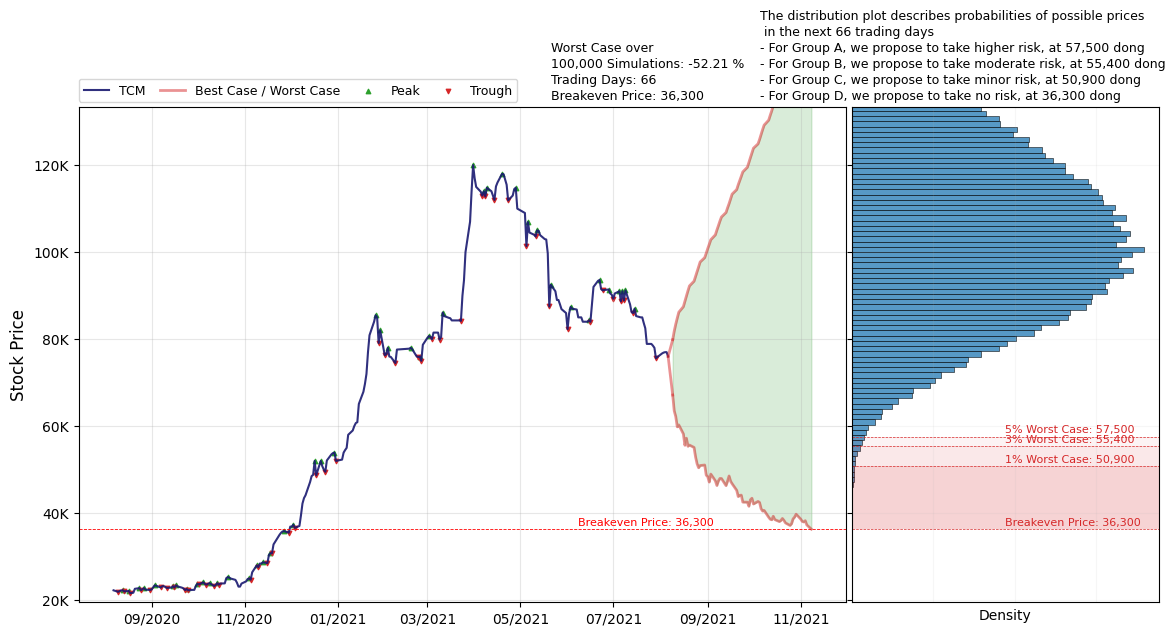 The distribution plot describes probabilities of possible prices
in the next 66 trading days
- For Group A, we propose to take higher risk, at 57,500 dong
- For Group B, we propose to take moderate risk, at 55,400 dong
- For Group C, we propose to take minor risk, at 50,900 dong
- For Group D, we propose to take no risk, at 36,300 dong
Worst Case over
100,000 Simulations: -52.21 %
Trading Days: 66
Breakeven Price: 36,300
TCM
Best Case / Worst Case
Peak
Trough
Stock Price
120K
100K
80K
60K
40K
20K
Breakeven Price: 36,300
09/2020
11/2020
01/2021
03/2021
05/2021
07/2021
09/2021
11/2021
5% Worst Case: 57,500
3% Worst Case: 55,400
1% Worst Case: 50,900
Breakeven Price: 36,300
Density